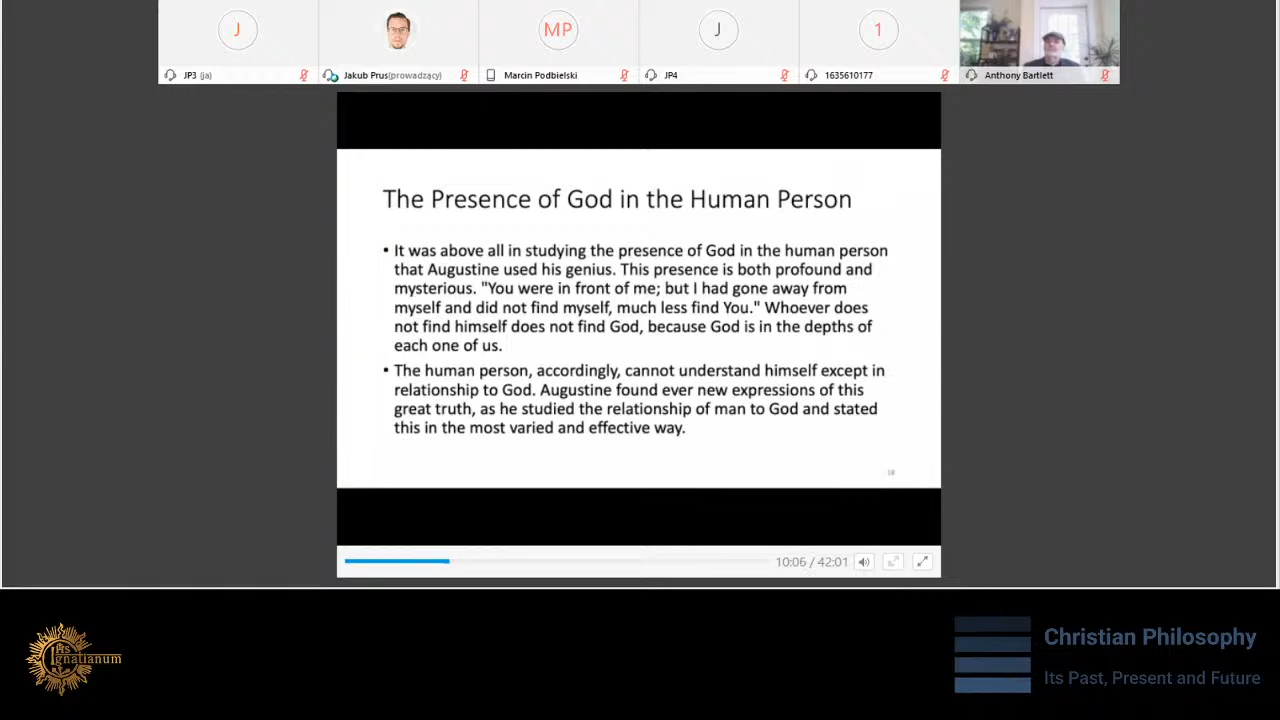 J
MP
J
1
JP3 (ja)
Jakub Prus(prowadzący)
Marcin Podbielski
JP4
1635610177
Anthony Bartlett
The Presence of God in the Human Person
• It was above all in studying the presence of God in the human person
that Augustine used his genius. This presence is both profound and
mysterious. "You were in front of me; but I had gone away from
myself and did not find myself, much less find You." Whoever does
not find himself does not find God, because God is in the depths of
each one of us.
• The human person, accordingly, cannot understand himself except in
relationship to God. Augustine found ever new expressions of this
great truth, as he studied the relationship of man to God and stated
this in the most varied and effective way.
18
10:06 / 42:01
Ignatianum
Christian Philosophy
Its Past, Present and Future